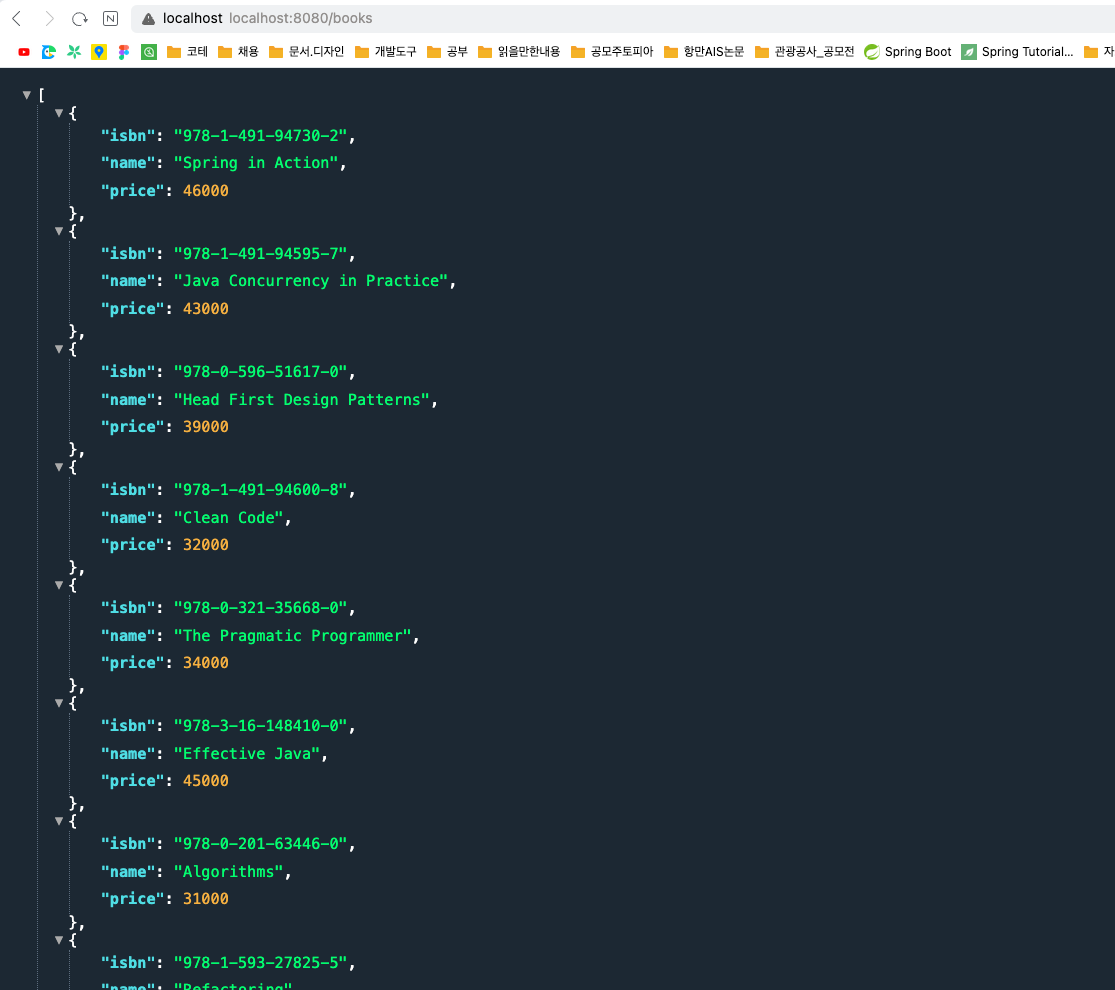 localhost localhost:8080/books
코테 채용 문서.디자인 개발도구 공부 읽을만한내용 공모주토피아 항만AIS논문 관광공사_공모전 Spring Boot Spring Tutorial... 자
[
{
"isbn": "978-1-491-94730-2",
"name": "Spring in Action",
"price": 46000
},
{
"isbn": "978-1-491-94595-7",
"name": "Java Concurrency in Practice",
"price": 43000
},
{
"isbn": "978-0-596-51617-0",
"name": "Head First Design Patterns",
"price": 39000
},
{
"isbn": "978-1-491-94600-8",
"name": "Clean Code",
"price": 32000
},
{
"isbn": "978-0-321-35668-0",
"name": "The Pragmatic Programmer",
"price": 34000
},
{
"isbn": "978-3-16-148410-0",
"name": "Effective Java",
"price": 45000
},
{
"isbn": "978-0-201-63446-0",
"name": "Algorithms",
"price": 31000
},
{
"isbn": "978-1-593-27825-5",
"name": "Refactoring"